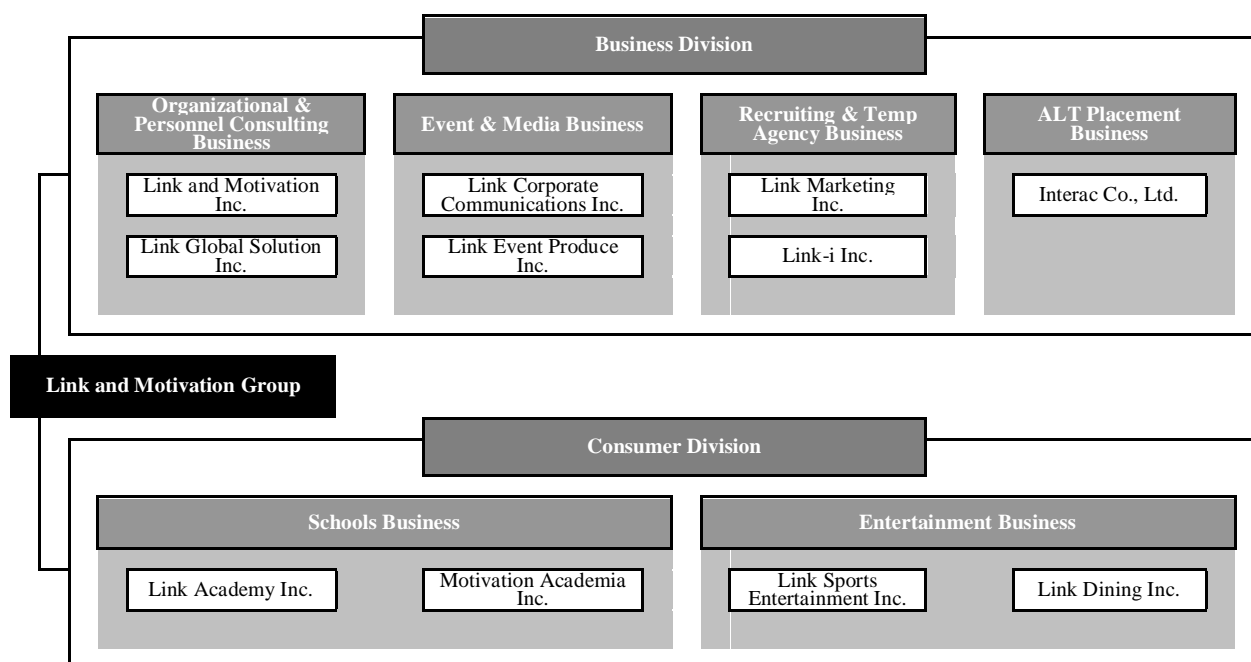 Business Division
Organizational &
Personnel Consulting
Business
Event & Media Business
Recruiting & Temp
Agency Business
ALT Placement
Business
Link and Motivation
Inc.
Link Corporate
Communications Inc.
Link Marketing
Inc.
Interac Co., Ltd.
Link Global Solution
Inc.
Link Event Produce
Inc.
Link-i Inc.
Link and Motivation Group
Consumer Division
Schools Business
Entertainment Business
Link Academy Inc.
Motivation Academia
Inc.
Link Sports
Entertainment Inc.
Link Dining Inc.